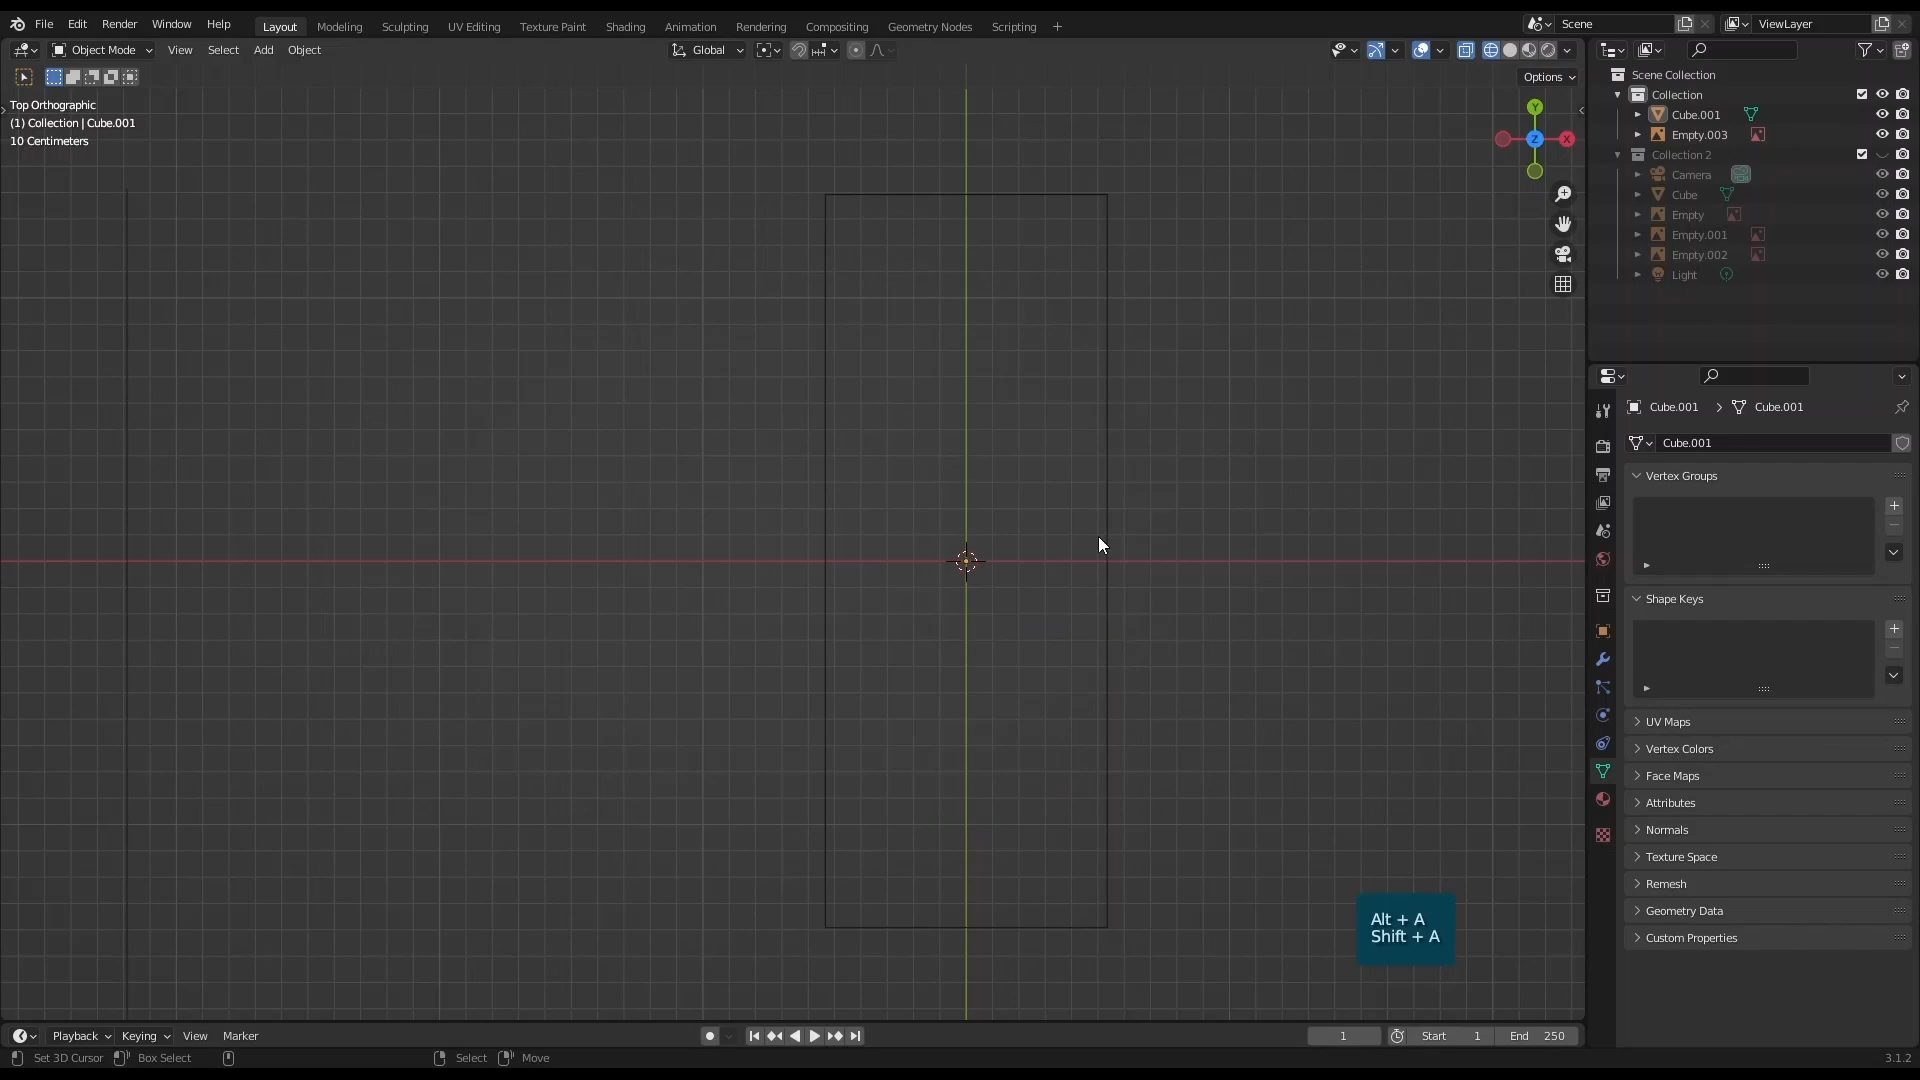 File Edit Render Window Help Layout Modeling Sculpting UV Editing Texture Paint Shading Animation Rendering Compositing Geometry Nodes Scripting + Scene ViewLayer
Object Mode View Select Add Object Global
Options
Top Orthographic
(1) Collection | Cube.001
10 Centimeters
Y
Z X
Scene Collection
Collection
Cube.001
Empty.003
Collection 2
Camera
Cube
Empty
Empty.001
Empty.002
Light
Cube.001 > Cube.001
Cube.001
Vertex Groups
Shape Keys
UV Maps
Vertex Colors
Face Maps
Attributes
Normals
Texture Space
Remesh
Geometry Data
Custom Properties
Alt + A
Shift + A
Playback Keying View Marker 1 Start 1 End 250
Set 3D Cursor Box Select Select Move 3.1.2